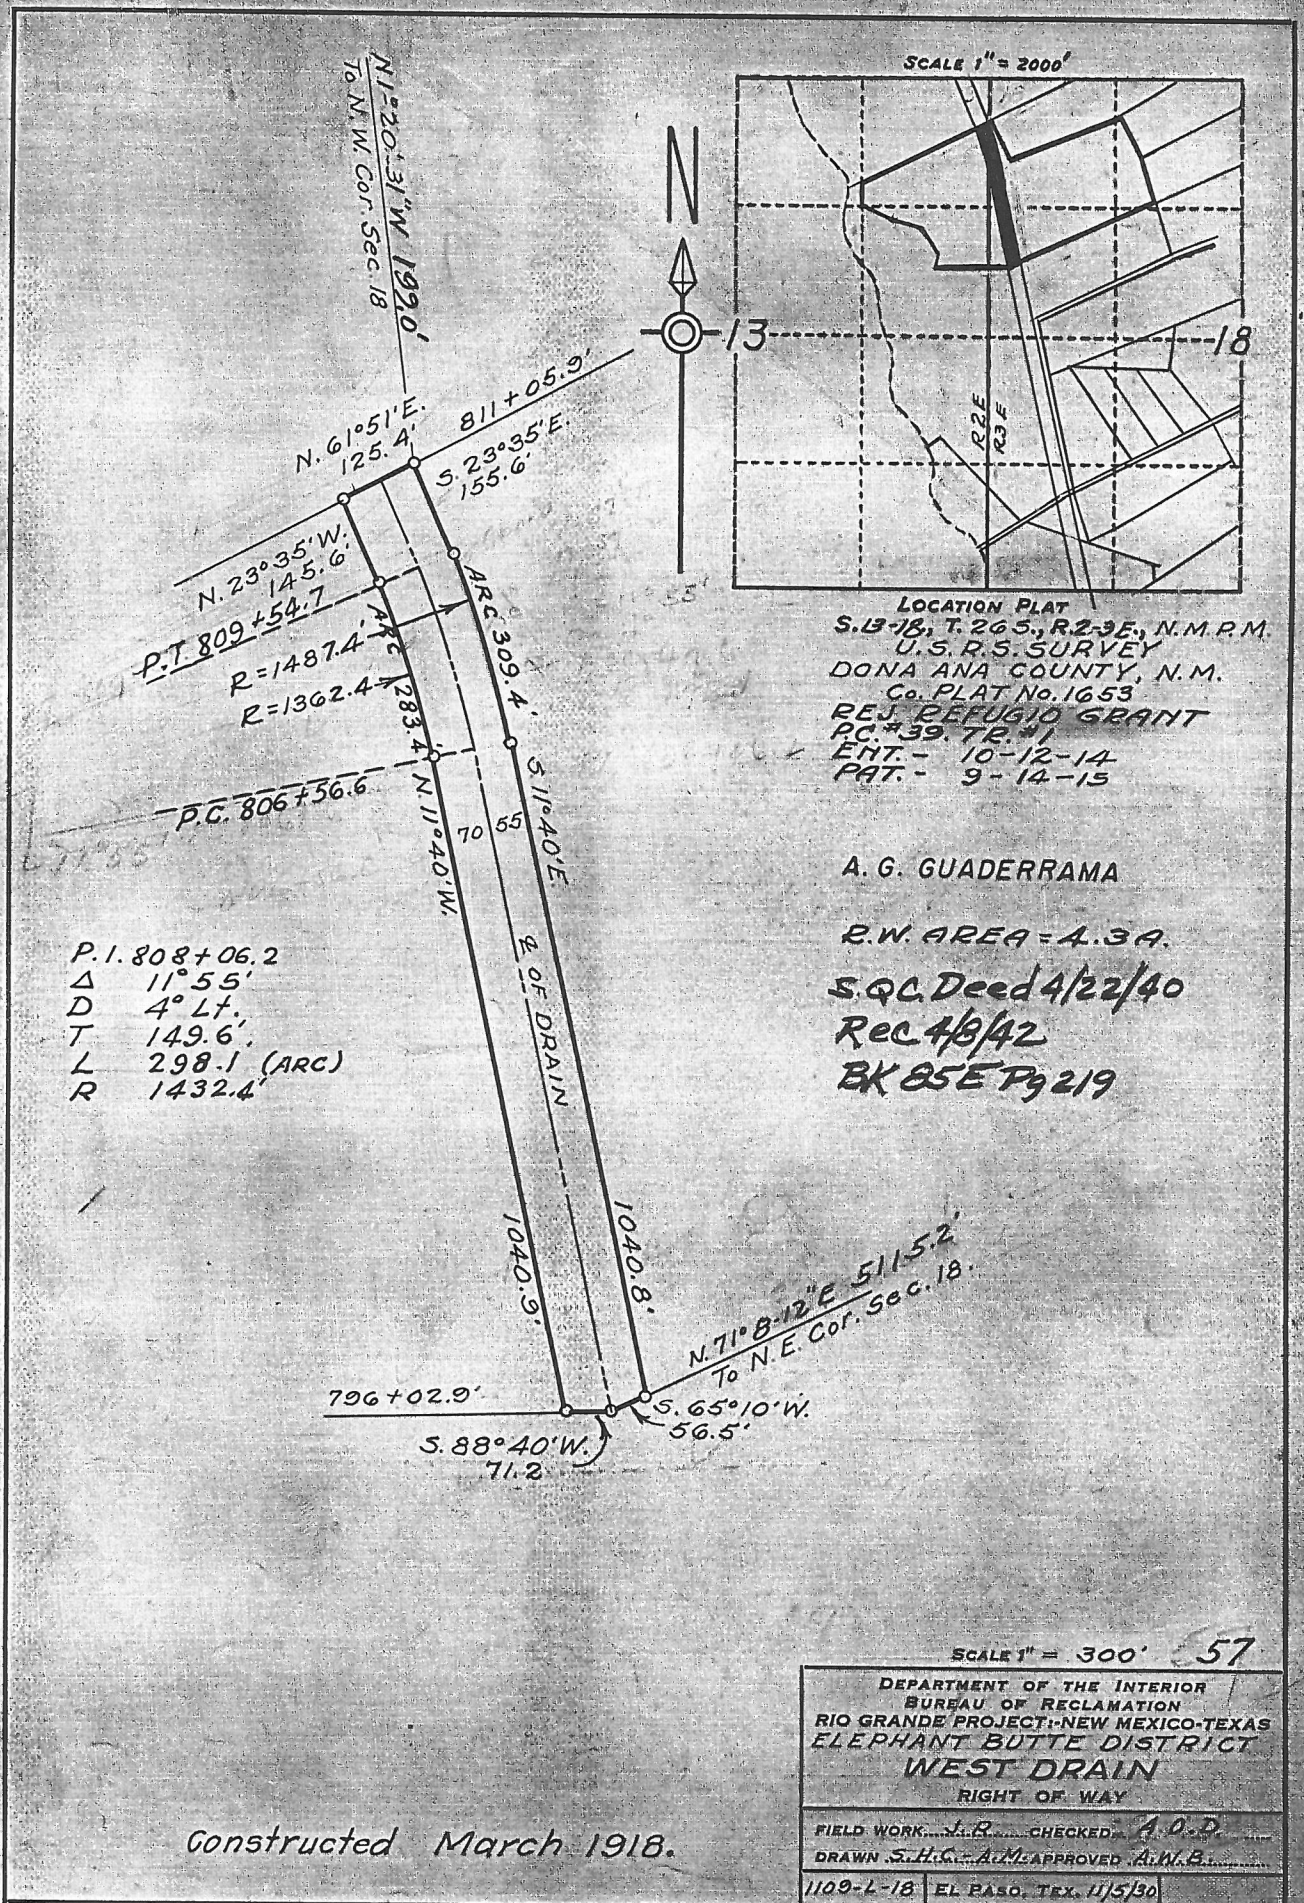 N1°-20'-31"W 1992.0'
To N.W. Cor. Sec. 18
SCALE 1" = 2000'
N
13
18
R2E
R3E
LOCATION PLAT
S.13-18, T. 26 S., R.2-3E., N.M.P.M.
U.S.R.S. SURVEY
DONA ANA COUNTY, N.M.
Co. PLAT No. 1653
REJ. REFUGIO GRANT
P.C. #39. TR. #1
ENT. - 10-12-14
PAT. - 9-14-15
A. G. GUADERRAMA
R.W. AREA = 4.3 A.
S.Q.C. Deed 4/22/40
Rec 4/8/42
BK 85E Pg 219
N. 61°51'E.
125.4'
811+05.9'
S. 23°35'E.
155.6'
N. 23°35'W.
145.6'
P.T. 809+54.7
R=1487.4'
R=1362.4
ARC 283.4'
ARC 309.4'
P.C. 806+56.6
N. 11°40'W.
70
55
S 11°40'E.
℄ OF DRAIN
P.I. 808+06.2
Δ 11°55'
D 4° Lt.
T 149.6'
L 298.1 (ARC)
R 1432.4'
1040.9'
1040.8'
N. 71° 8'-12"E 5115.2'
To N.E. Cor. Sec. 18.
796+02.9'
S. 65°10'W.
56.5'
S. 88°40'W.
71.2
SCALE 1" = 300' 57
DEPARTMENT OF THE INTERIOR
BUREAU OF RECLAMATION
RIO GRANDE PROJECT:-NEW MEXICO-TEXAS
ELEPHANT BUTTE DISTRICT
WEST DRAIN
RIGHT OF WAY
FIELD WORK J.R. CHECKED A.O.D.
DRAWN S.H.C.-A.M. APPROVED A.W.B.
1109-L-18 EL PASO, TEX. 11/5/30
Constructed March 1918.